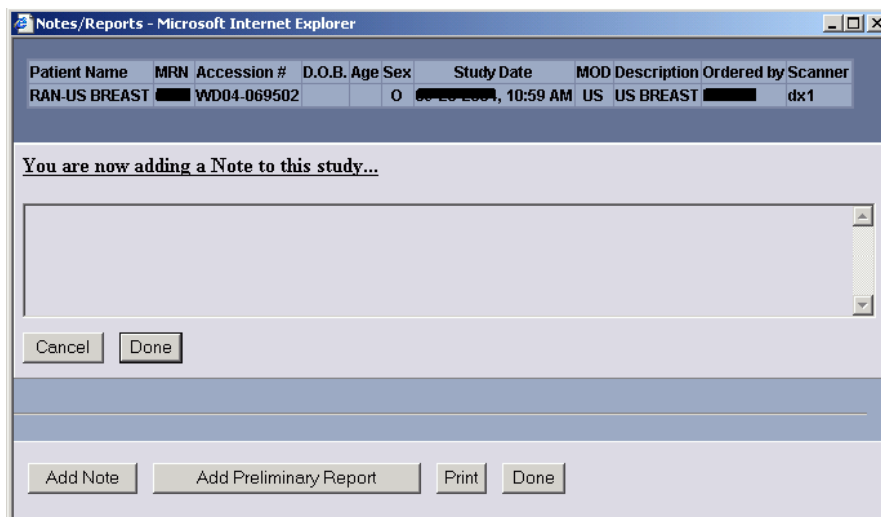 Notes/Reports - Microsoft Internet Explorer
Patient Name MRN Accession # D.O.B. Age Sex Study Date MOD Description Ordered by Scanner
RAN-US BREAST WD04-069502 O , 10:59 AM US US BREAST dx1
You are now adding a Note to this study...
Cancel Done
Add Note Add Preliminary Report Print Done